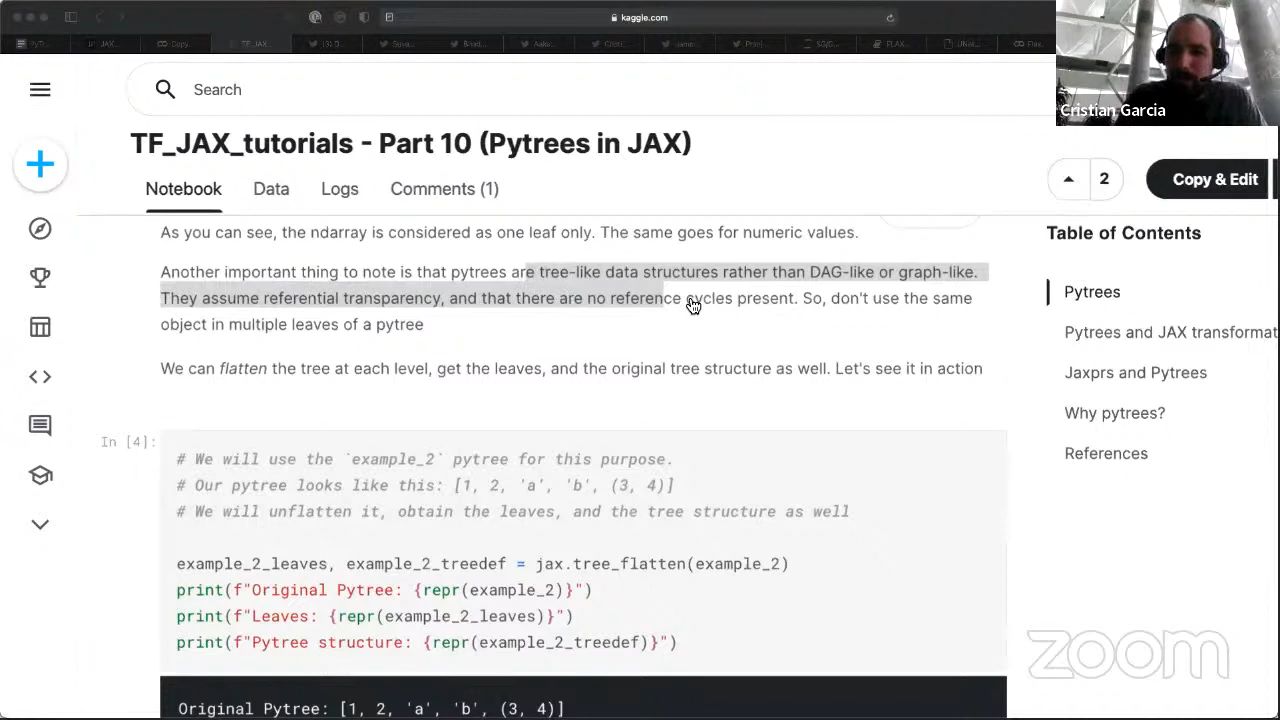 kaggle.com
Search
Cristian Garcia
TF_JAX_tutorials - Part 10 (Pytrees in JAX)
Notebook
Data
Logs
Comments (1)
2
Copy & Edit
As you can see, the ndarray is considered as one leaf only. The same goes for numeric values.
Another important thing to note is that pytrees are tree-like data structures rather than DAG-like or graph-like.
They assume referential transparency, and that there are no reference cycles present. So, don't use the same
object in multiple leaves of a pytree
We can flatten the tree at each level, get the leaves, and the original tree structure as well. Let's see it in action
Table of Contents
Pytrees
Pytrees and JAX transformat
Jaxprs and Pytrees
Why pytrees?
References
In [4]:
# We will use the `example_2` pytree for this purpose.
# Our pytree looks like this: [1, 2, 'a', 'b', (3, 4)]
# We will unflatten it, obtain the leaves, and the tree structure as well
example_2_leaves, example_2_treedef = jax.tree_flatten(example_2)
print(f"Original Pytree: {repr(example_2)}")
print(f"Leaves: {repr(example_2_leaves)}")
print(f"Pytree structure: {repr(example_2_treedef)}")
Original Pytree: [1, 2, 'a', 'b', (3, 4)]
zoom